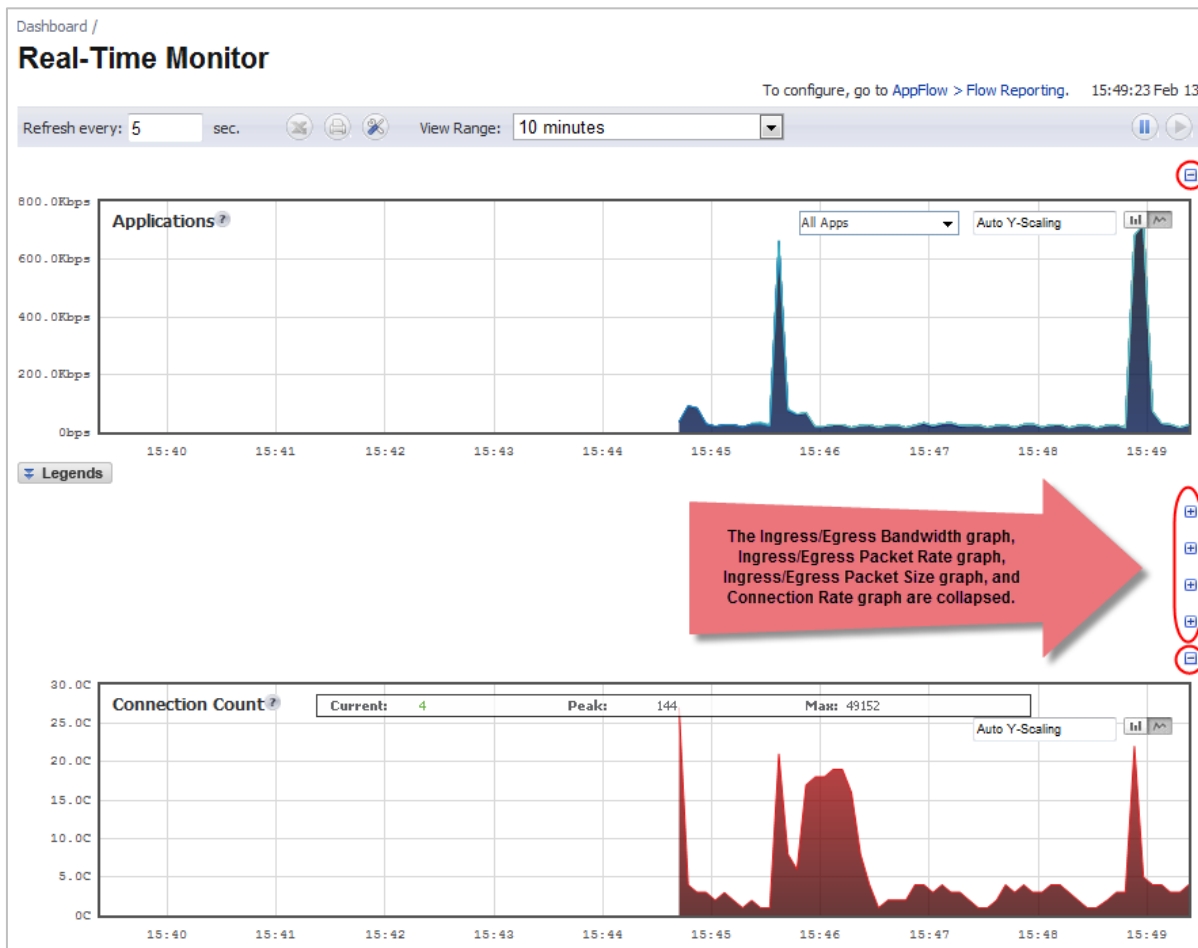 Dashboard /
Real-Time Monitor
To configure, go to AppFlow > Flow Reporting. 15:49:23 Feb 13
Refresh every: 5 sec. View Range: 10 minutes
800.0Kbps
Applications ? All Apps Auto Y-Scaling
600.0Kbps
400.0Kbps
200.0Kbps
0bps
15:40 15:41 15:42 15:43 15:44 15:45 15:46 15:47 15:48 15:49
Legends
The Ingress/Egress Bandwidth graph,
Ingress/Egress Packet Rate graph,
Ingress/Egress Packet Size graph, and
Connection Rate graph are collapsed.
30.0C
Connection Count ? Current: 4 Peak: 144 Max: 49152
25.0C
Auto Y-Scaling
20.0C
15.0C
10.0C
5.0C
0C
15:40 15:41 15:42 15:43 15:44 15:45 15:46 15:47 15:48 15:49